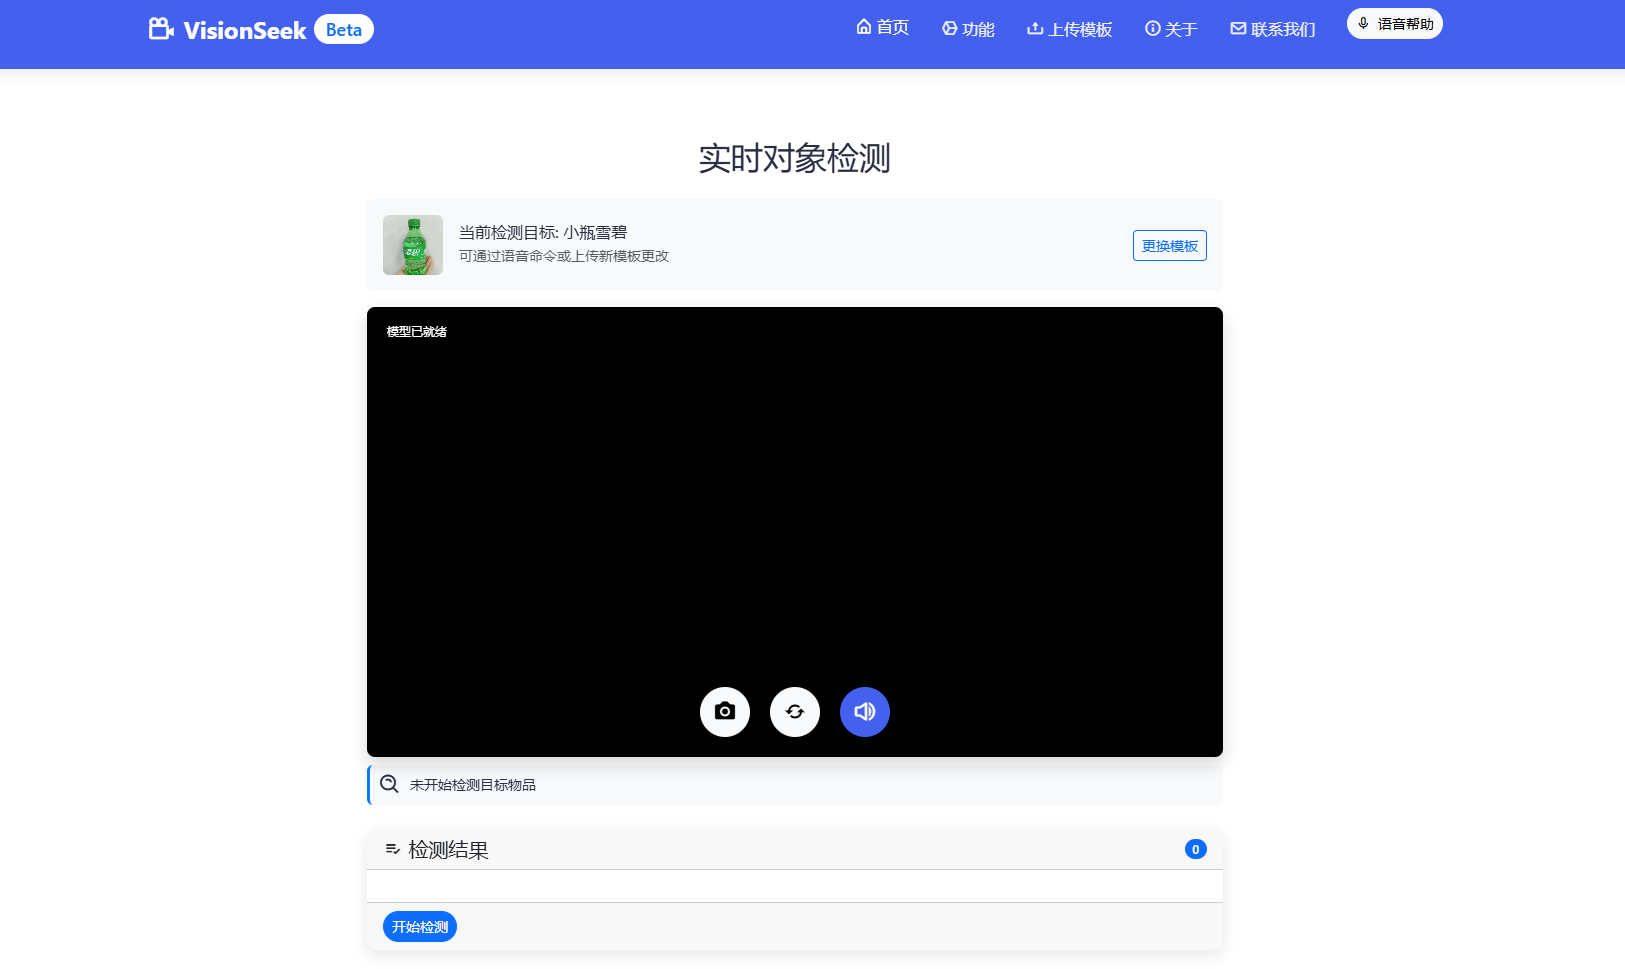 VisionSeek Beta 首页 功能 上传模板 关于 联系我们 语音帮助
实时对象检测
当前检测目标: 小瓶雪碧
可通过语音命令或上传新模板更改
更换模板
模型已就绪
未开始检测目标物品
检测结果 0
开始检测